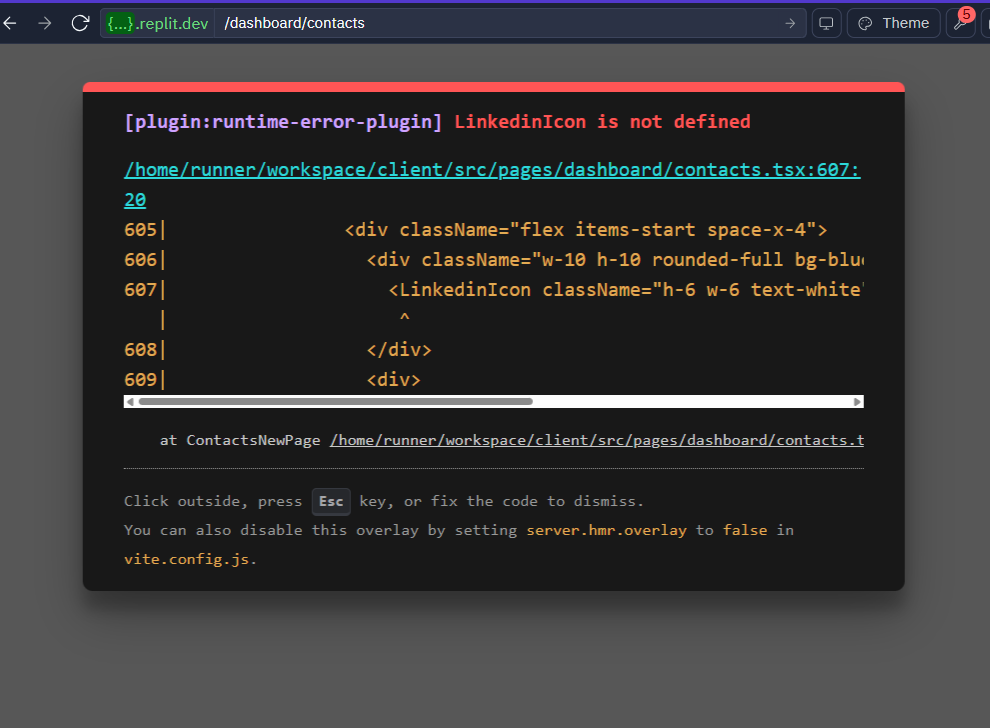 {...}.replit.dev /dashboard/contacts Theme 5
[plugin:runtime-error-plugin] LinkedinIcon is not defined
/home/runner/workspace/client/src/pages/dashboard/contacts.tsx:607:
20
605| <div className="flex items-start space-x-4">
606| <div className="w-10 h-10 rounded-full bg-blue
607| <LinkedinIcon className="h-6 w-6 text-white"
| ^
608| </div>
609| <div>
at ContactsNewPage /home/runner/workspace/client/src/pages/dashboard/contacts.t
Click outside, press Esc key, or fix the code to dismiss.
You can also disable this overlay by setting server.hmr.overlay to false in
vite.config.js.